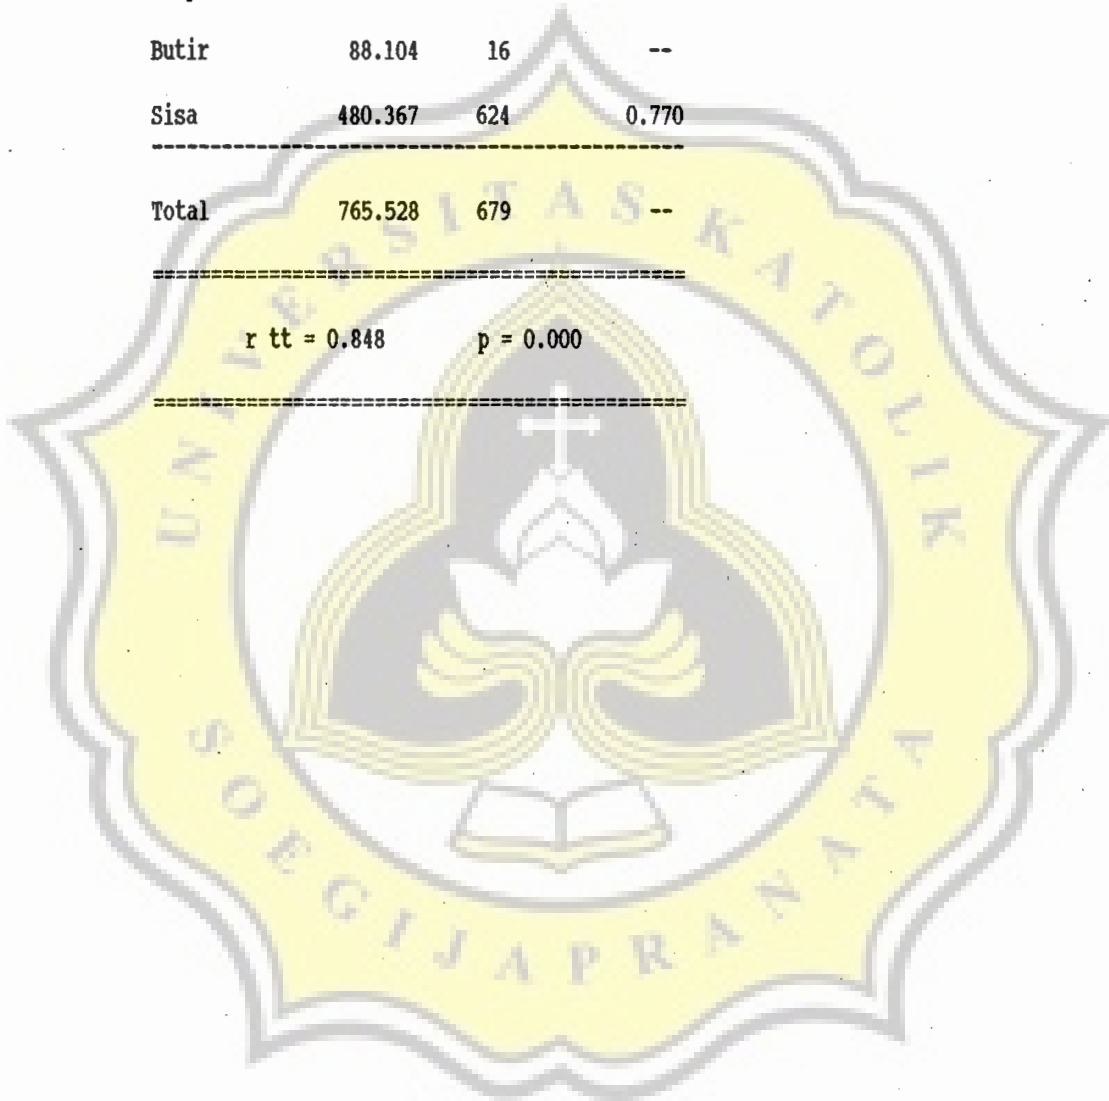 Butir 88.104 16 --
Sisa 480.367 624 0.770
----------------------------------------------
Total 765.528 679 --
==============================================
r tt = 0.848 p = 0.000
==============================================
UNIVERSITAS KATOLIK
SOEGIJAPRANATA